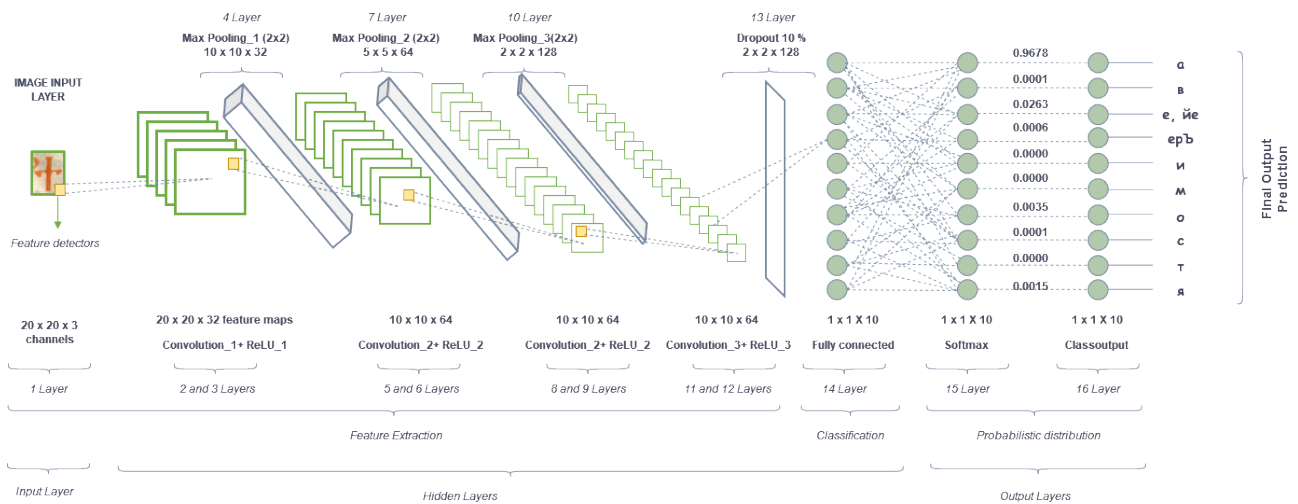 4 Layer
Max Pooling_1 (2x2)
10 x 10 x 32
7 Layer
Max Pooling_2 (2x2)
5 x 5 x 64
10 Layer
Max Pooling_3(2x2)
2 x 2 x 128
13 Layer
Dropout 10 %
2 x 2 x 128
IMAGE INPUT
LAYER
Feature detectors
0.9678
0.0001
0.0263
0.0006
0.0000
0.0000
0.0035
0.0001
0.0000
0.0015
а
в
е, йе
ерЪ
и
м
о
с
т
я
FInal Output
Prediction
20 x 20 x 3
channels
20 x 20 x 32 feature maps
Convolution_1+ ReLU_1
10 x 10 x 64
Convolution_2+ ReLU_2
10 x 10 x 64
Convolution_2+ ReLU_2
10 x 10 x 64
Convolution_3+ ReLU_3
1 x 1 X 10
Fully connected
1 x 1 X 10
Softmax
1 x 1 X 10
Classoutput
1 Layer
2 and 3 Layers
5 and 6 Layers
8 and 9 Layers
11 and 12 Layers
14 Layer
15 Layer
16 Layer
Feature Extraction
Classification
Probabilistic distribution
Input Layer
Hidden Layers
Output Layers